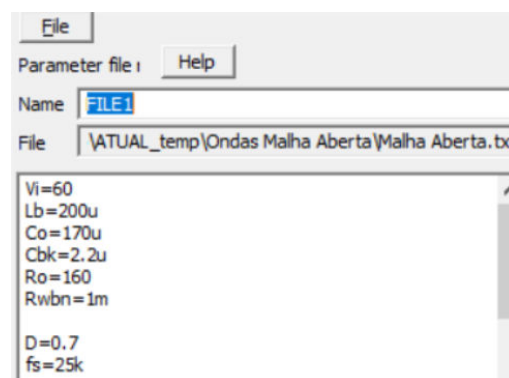 File
Parameter file Help
Name FILE1
File \ATUAL_temp\Ondas Malha Aberta\Malha Aberta.tx
Vi=60
Lb=200u
Co=170u
Cbk=2.2u
Ro=160
Rwbn=1m
D=0.7
fs=25k